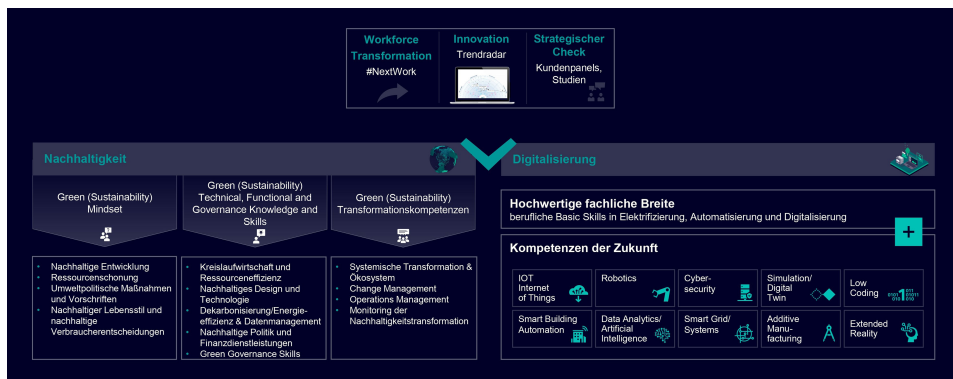 Workforce
Transformation
#NextWork
Innovation
Trendradar
Strategischer
Check
Kundenpanels,
Studien
Nachhaltigkeit
Green (Sustainability)
Mindset
Green (Sustainability)
Technical, Functional and
Governance Knowledge and
Skills
Green (Sustainability)
Transformationskompetenzen
• Nachhaltige Entwicklung
• Ressourcenschonung
• Umweltpolitische Maßnahmen
und Vorschriften
• Nachhaltiger Lebensstil und
nachhaltige
Verbraucherentscheidungen
• Kreislaufwirtschaft und
Ressourceneffizienz
• Nachhaltiges Design und
Technologie
• Dekarbonisierung/Energie-
effizienz & Datenmanagement
• Nachhaltige Politik und
Finanzdienstleistungen
• Green Governance Skills
• Systemische Transformation &
Ökosystem
• Change Management
• Operations Management
• Monitoring der
Nachhaltigkeitstransformation
Digitalisierung
Hochwertige fachliche Breite
berufliche Basic Skills in Elektrifizierung, Automatisierung und Digitalisierung
+
Kompetenzen der Zukunft
IOT
Internet
of Things
Robotics
Cyber-
security
Simulation/
Digital
Twin
Low
Coding
Smart Building
Automation
Data Analytics/
Artificial
Intelligence
Smart Grid/
Systems
Additive
Manu-
facturing
Extended
Reality